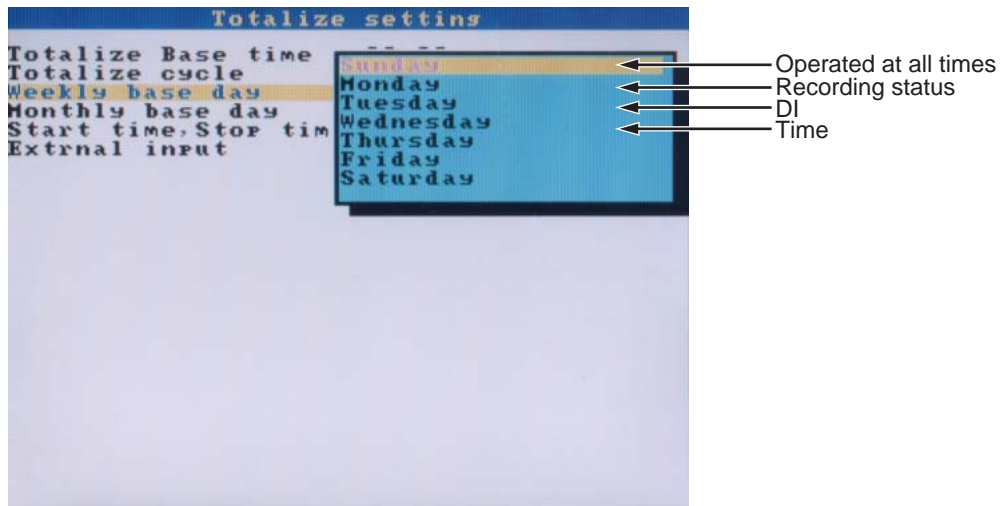 Totalize setting
Totalize Base time -- --
Totalize cycle
Weekly base day
Monthly base day
Start time,Stop tim
Extrnal input
Sunday
Monday
Tuesday
Wednesday
Thursday
Friday
Saturday
Operated at all times
Recording status
DI
Time